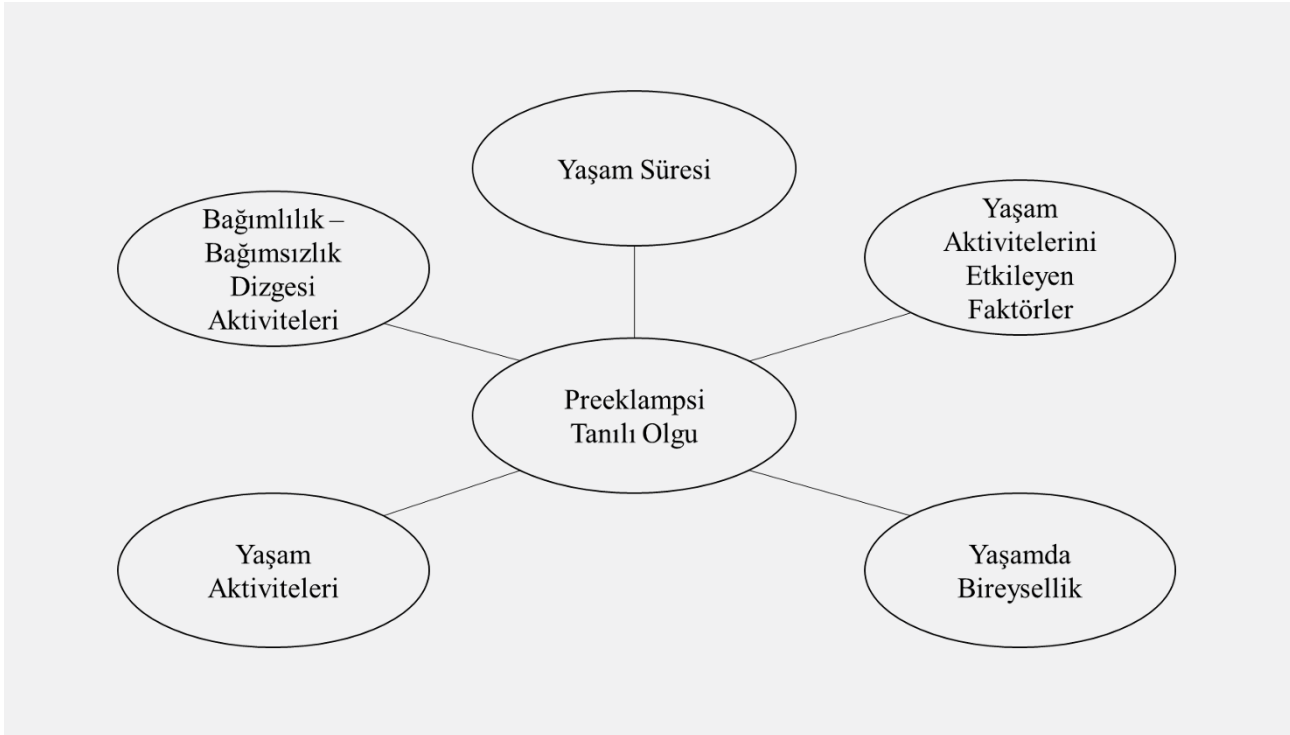 Yaşam Süresi
Bağımlılık –
Bağımsızlık
Dizgesi
Aktiviteleri
Yaşam
Aktivitelerini
Etkileyen
Faktörler
Preeklampsi
Tanılı Olgu
Yaşam
Aktiviteleri
Yaşamda
Bireysellik